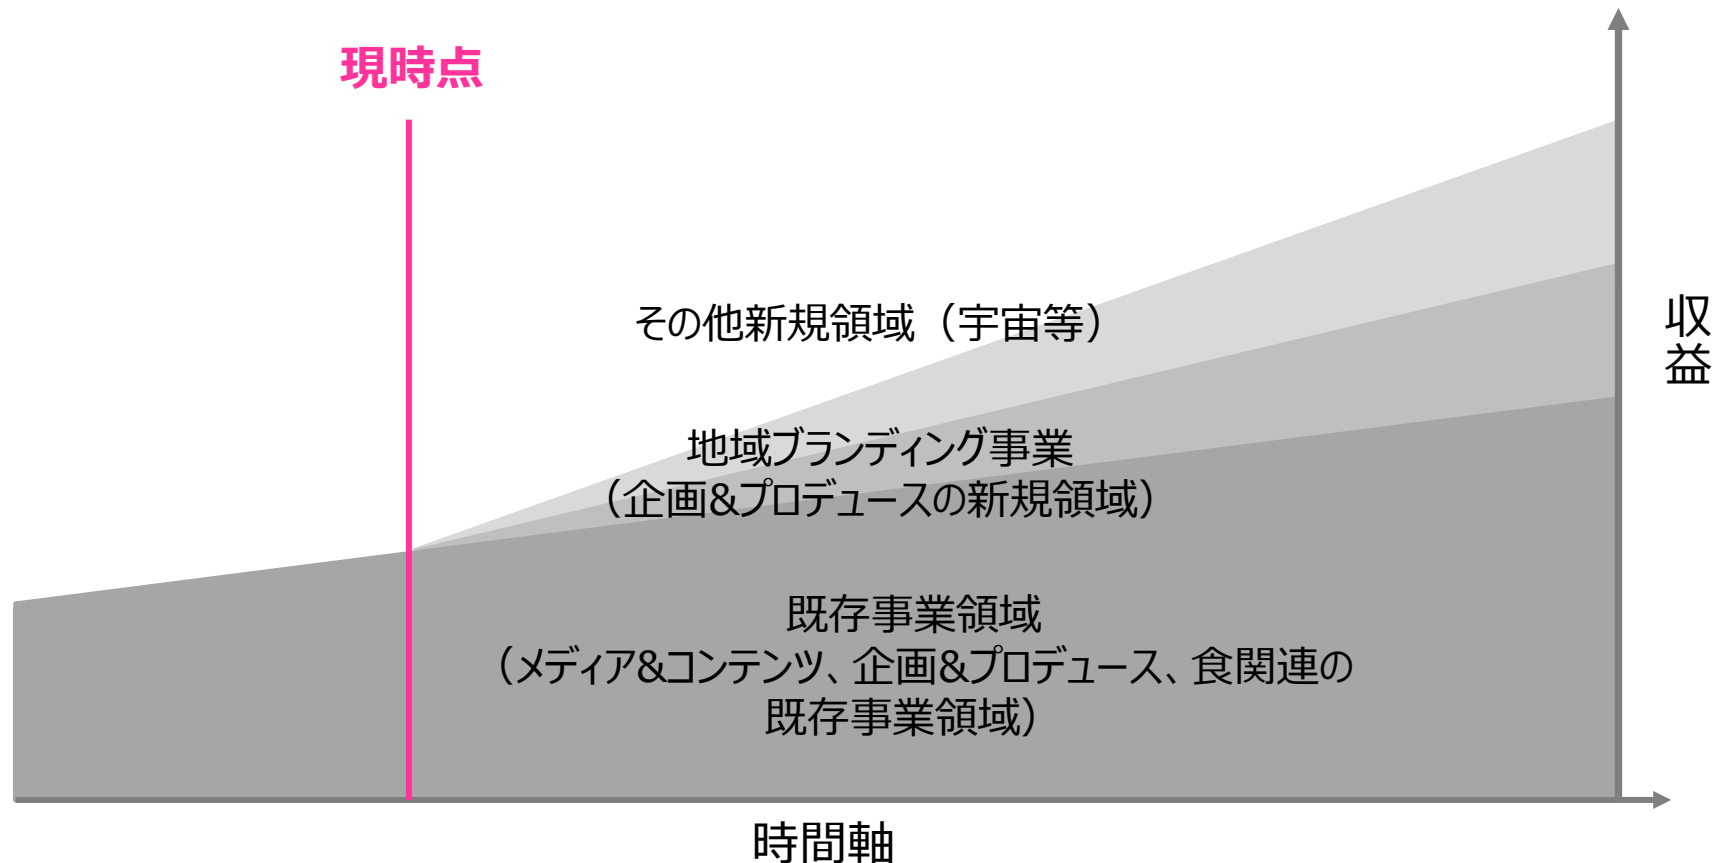 現時点
その他新規領域（宇宙等）
収益
地域ブランディング事業
（企画&プロデュースの新規領域）
既存事業領域
（メディア&コンテンツ、企画&プロデュース、食関連の
既存事業領域）
時間軸